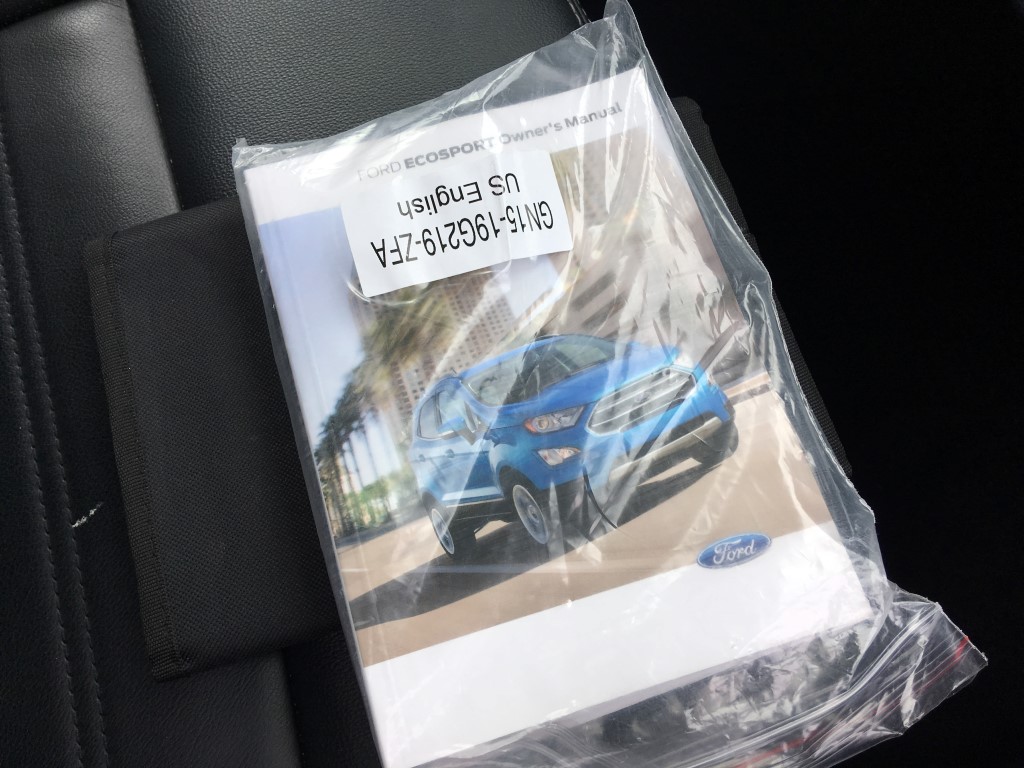 FORD ECOSPORT Owner's Manual
GN15-19G219-ZFA
US English
Ford